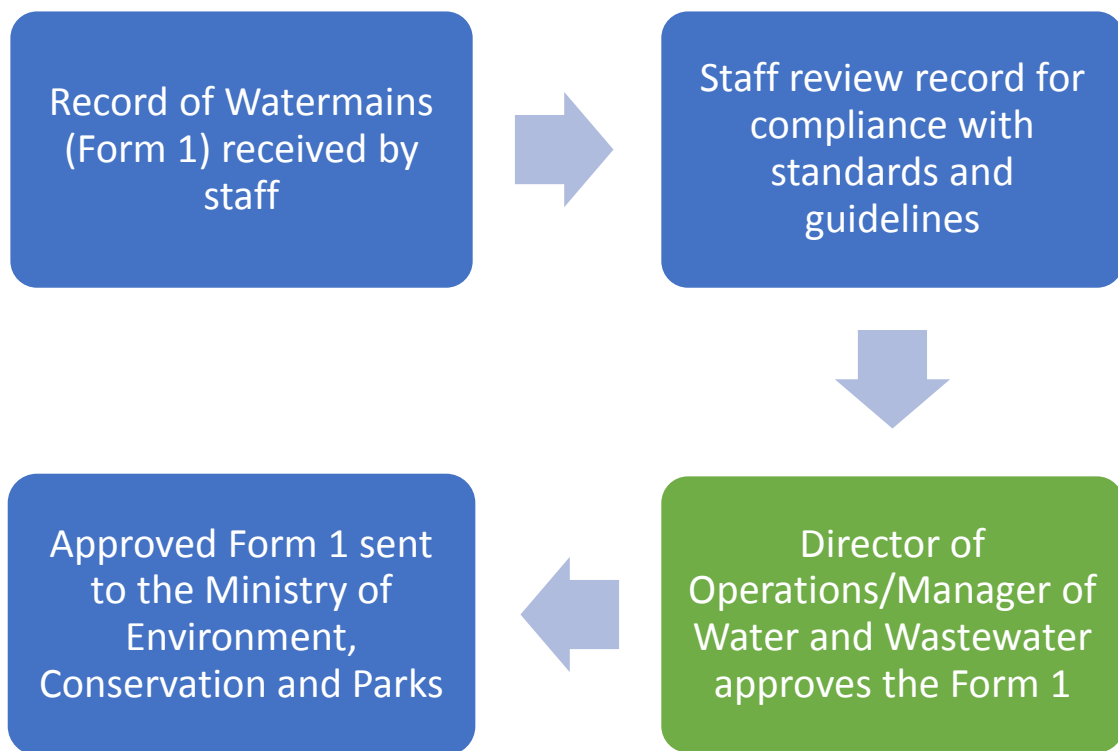 Record of Watermains
(Form 1) received by
staff
Staff review record for
compliance with
standards and
guidelines
Director of
Operations/Manager of
Water and Wastewater
approves the Form 1
Approved Form 1 sent
to the Ministry of
Environment,
Conservation and Parks